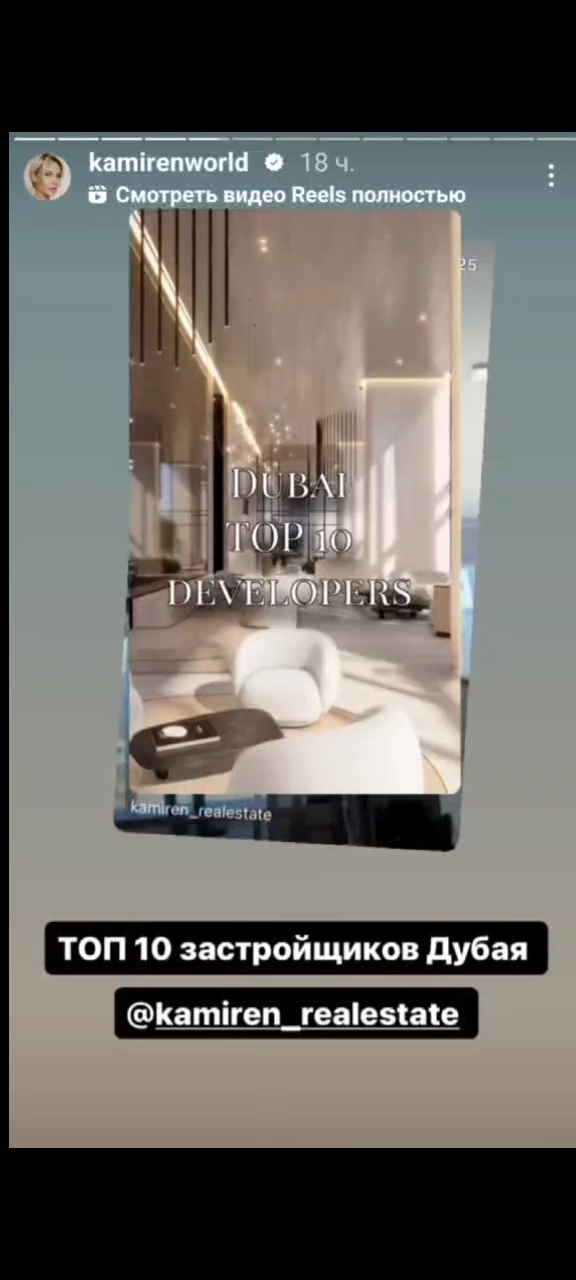 kamirenworld 18 ч.
Смотреть видео Reels полностью
25
DUBAI
TOP 10
DEVELOPERS
kamiren_realestate
ТОП 10 застройщиков Дубая
@kamiren_realestate